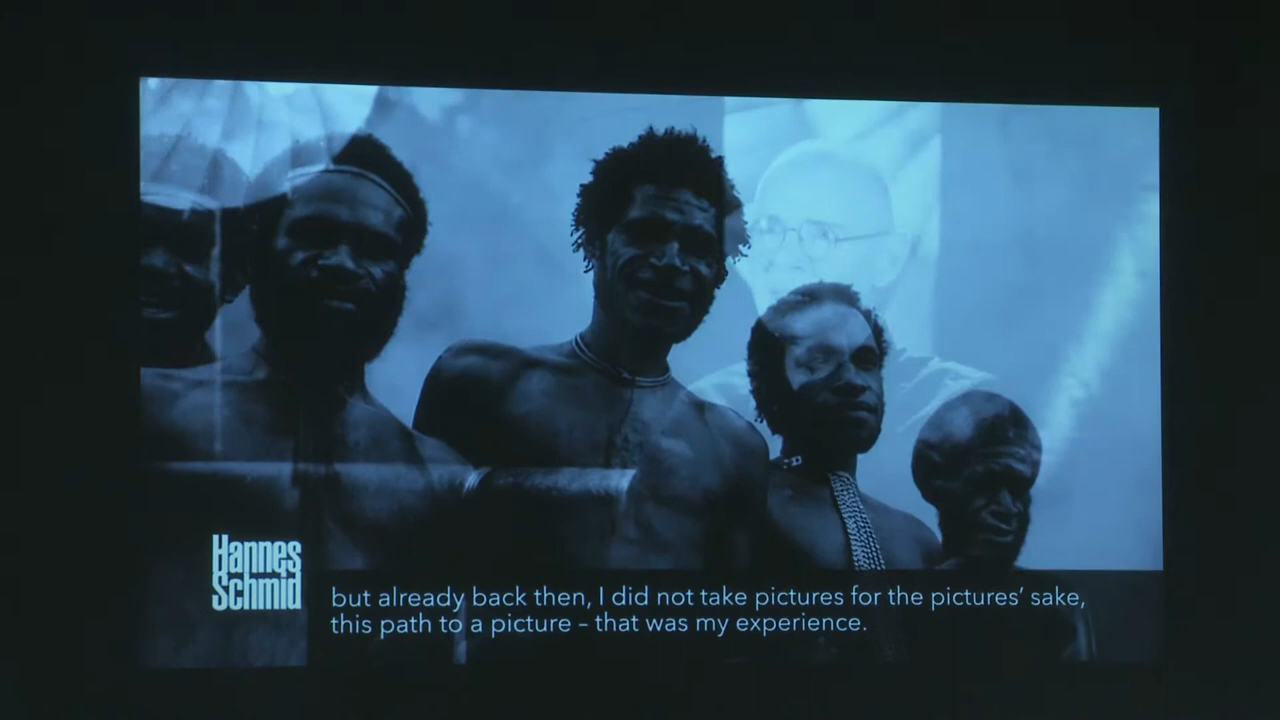 Hannes
Schmid
but already back then, I did not take pictures for the pictures' sake,
this path to a picture – that was my experience.